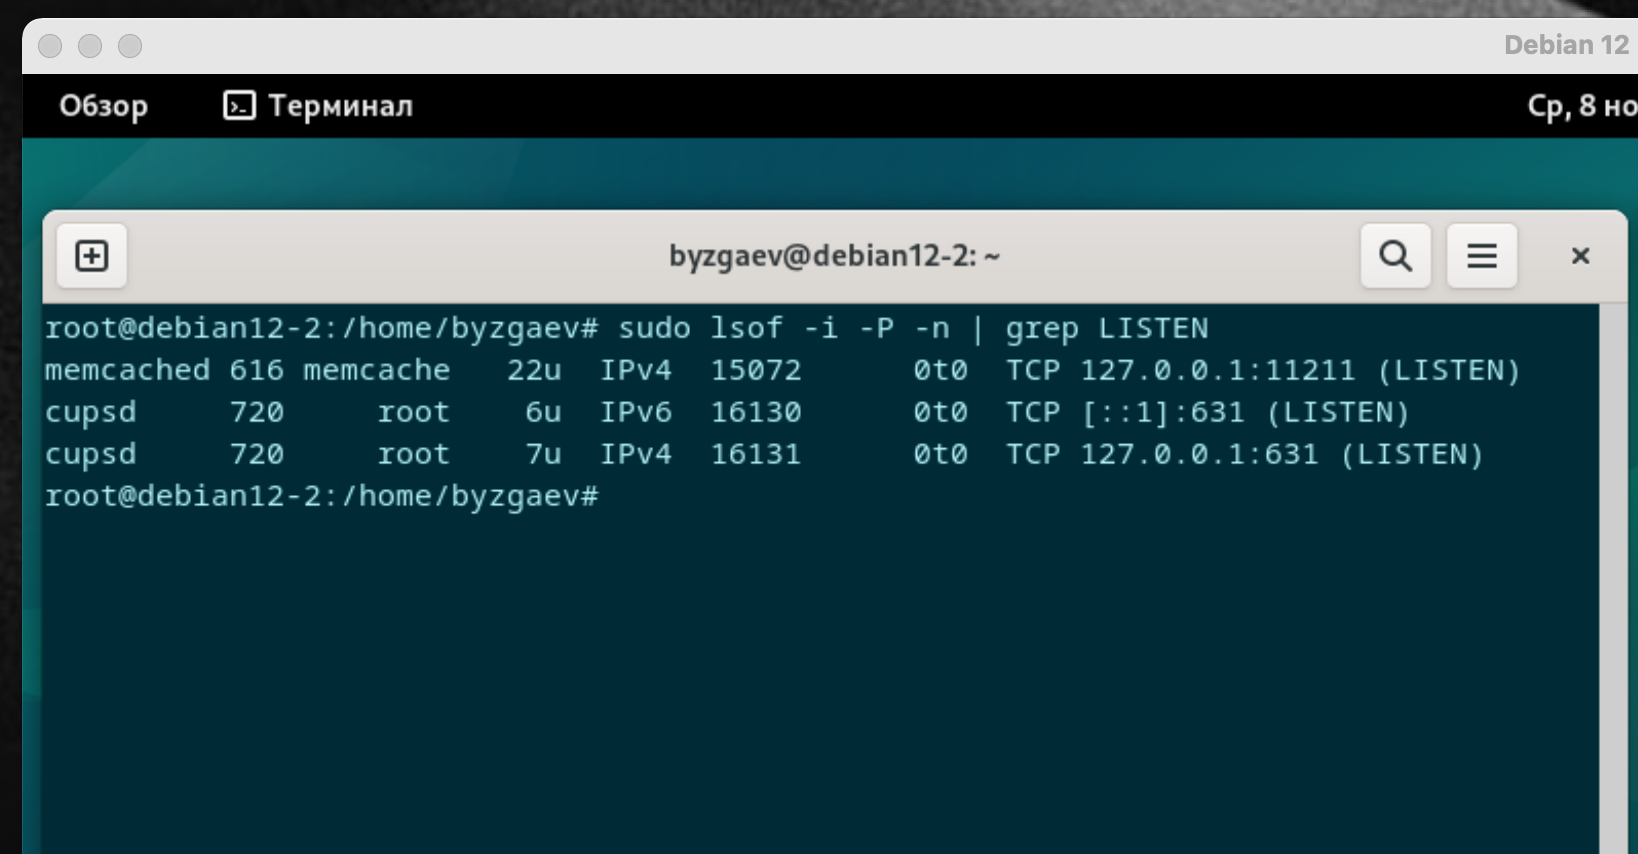 Debian 12
Обзор Терминал Ср, 8 но
byzgaev@debian12-2: ~
root@debian12-2:/home/byzgaev# sudo lsof -i -P -n | grep LISTEN
memcached 616 memcache   22u  IPv4  15072      0t0  TCP 127.0.0.1:11211 (LISTEN)
cupsd     720     root    6u  IPv6  16130      0t0  TCP [::1]:631 (LISTEN)
cupsd     720     root    7u  IPv4  16131      0t0  TCP 127.0.0.1:631 (LISTEN)
root@debian12-2:/home/byzgaev#